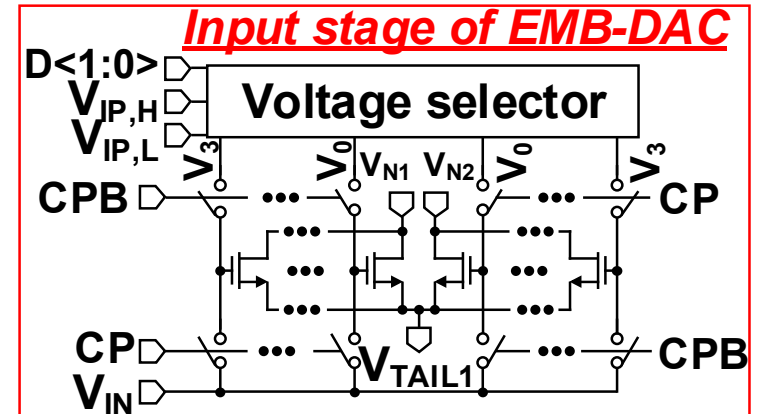 Input stage of EMB-DAC
D<1:0>
VIP,H
VIP,L
Voltage selector
V3
V0
VN1
VN2
V0
V3
CPB
CP
CP
VTAIL1
CPB
VIN